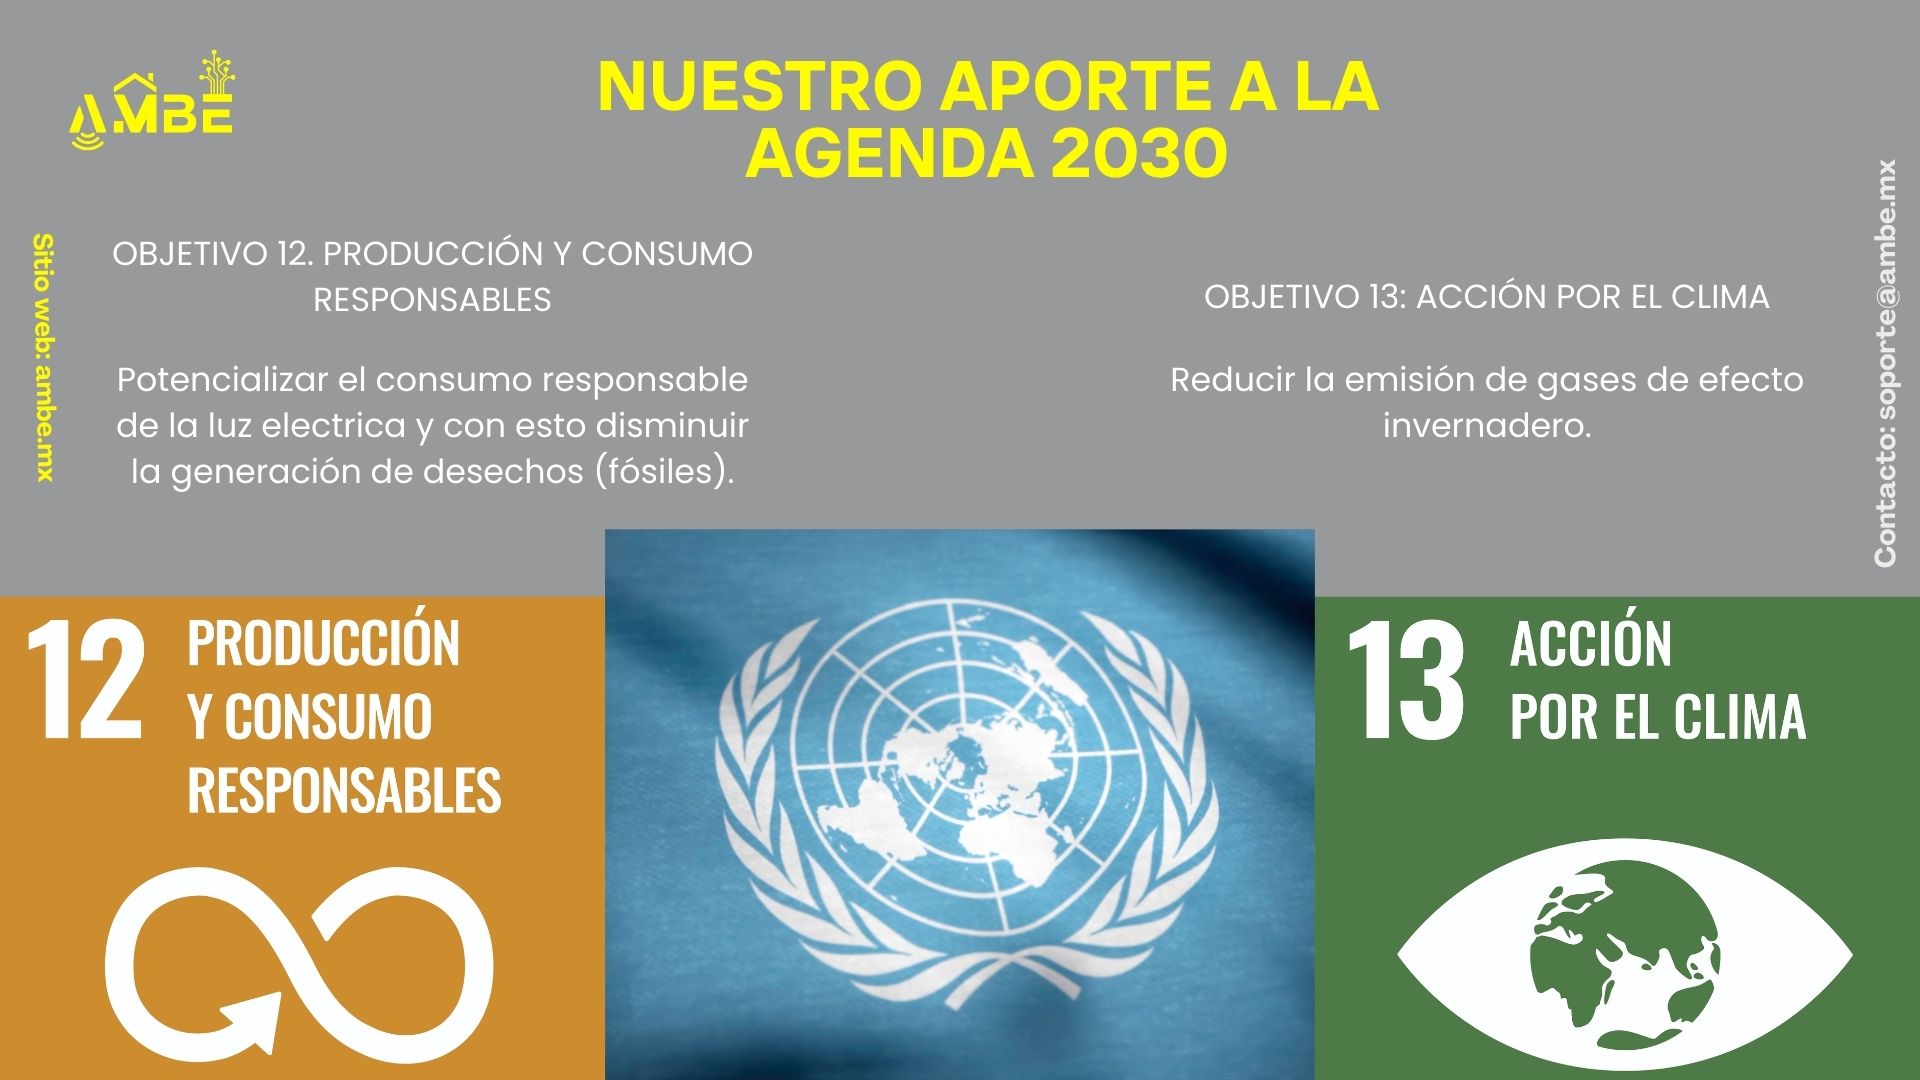 AMBE
NUESTRO APORTE A LA
AGENDA 2030
Sitio web: ambe.mx
OBJETIVO 12. PRODUCCIÓN Y CONSUMO
RESPONSABLES
Potencializar el consumo responsable
de la luz electrica y con esto disminuir
la generación de desechos (fósiles).
OBJETIVO 13: ACCIÓN POR EL CLIMA
Reducir la emisión de gases de efecto
invernadero.
Contacto: soporte@ambe.mx
12
PRODUCCIÓN
Y CONSUMO
RESPONSABLES
13
ACCIÓN
POR EL CLIMA